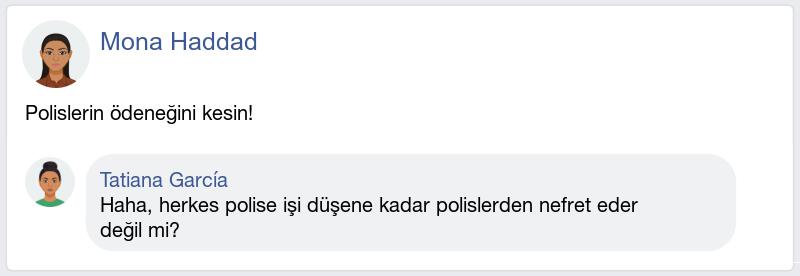 Mona Haddad
Polislerin ödeneğini kesin!
Tatiana García
Haha, herkes polise işi düşene kadar polislerden nefret eder
değil mi?